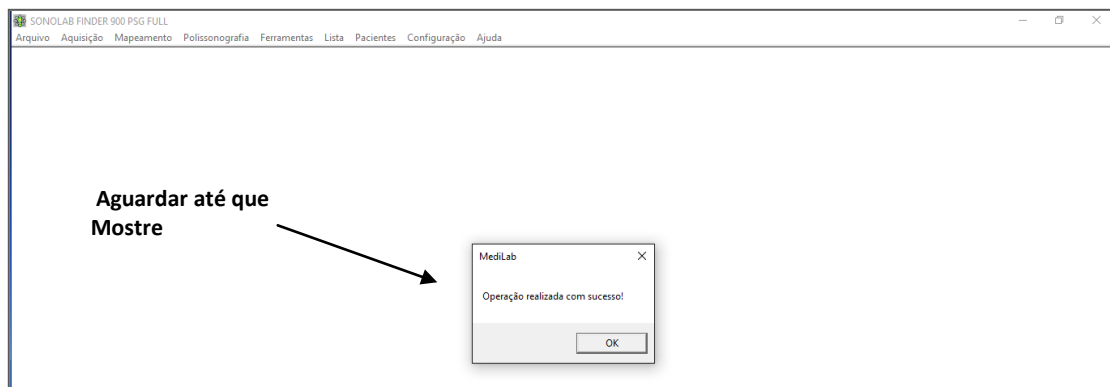 SONOLAB FINDER 900 PSG FULL
Arquivo Aquisição Mapeamento Polissonografia Ferramentas Lista Pacientes Configuração Ajuda
Aguardar até que
Mostre
MediLab
Operação realizada com sucesso!
OK